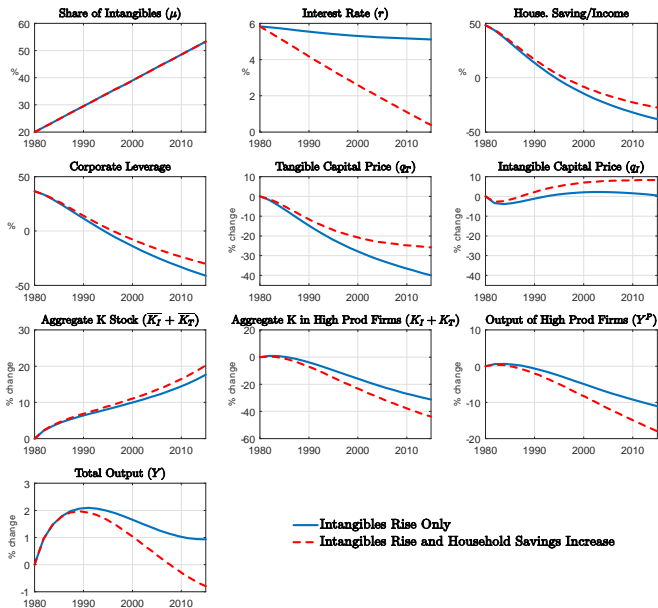 Share of Intangibles (μ)
%
60
50
40
30
20
1980 1990 2000 2010
Interest Rate (r)
%
6
4
2
0
1980 1990 2000 2010
House. Saving/Income
%
50
0
-50
1980 1990 2000 2010
Corporate Leverage
%
50
0
-50
1980 1990 2000 2010
Tangible Capital Price (q_T)
% change
10
0
-10
-20
-30
-40
1980 1990 2000 2010
Intangible Capital Price (q_I)
% change
10
0
-10
-20
-30
-40
1980 1990 2000 2010
Aggregate K Stock (K̅_I + K̅_T)
% change
30
20
10
0
1980 1990 2000 2010
Aggregate K in High Prod Firms (K_I + K_T)
% change
20
0
-20
-40
-60
1980 1990 2000 2010
Output of High Prod Firms (Y^p)
% change
10
0
-10
-20
1980 1990 2000 2010
Total Output (Y)
% change
3
2
1
0
-1
1980 1990 2000 2010
Intangibles Rise Only
Intangibles Rise and Household Savings Increase